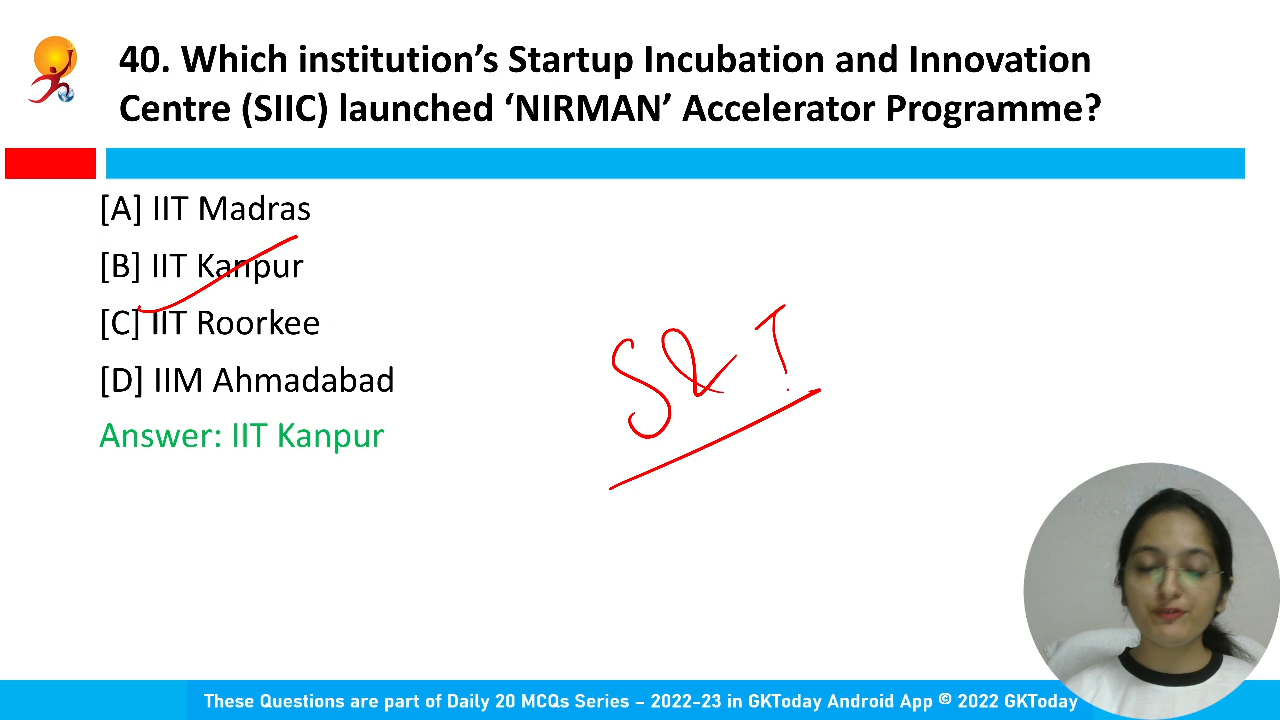 40. Which institution’s Startup Incubation and Innovation
Centre (SIIC) launched ‘NIRMAN’ Accelerator Programme?
[A] IIT Madras
[B] IIT Kanpur
[C] IIT Roorkee
[D] IIM Ahmadabad
Answer: IIT Kanpur
S & T
These Questions are part of Daily 20 MCQs Series – 2022-23 in GKToday Android App © 2022 GKToday